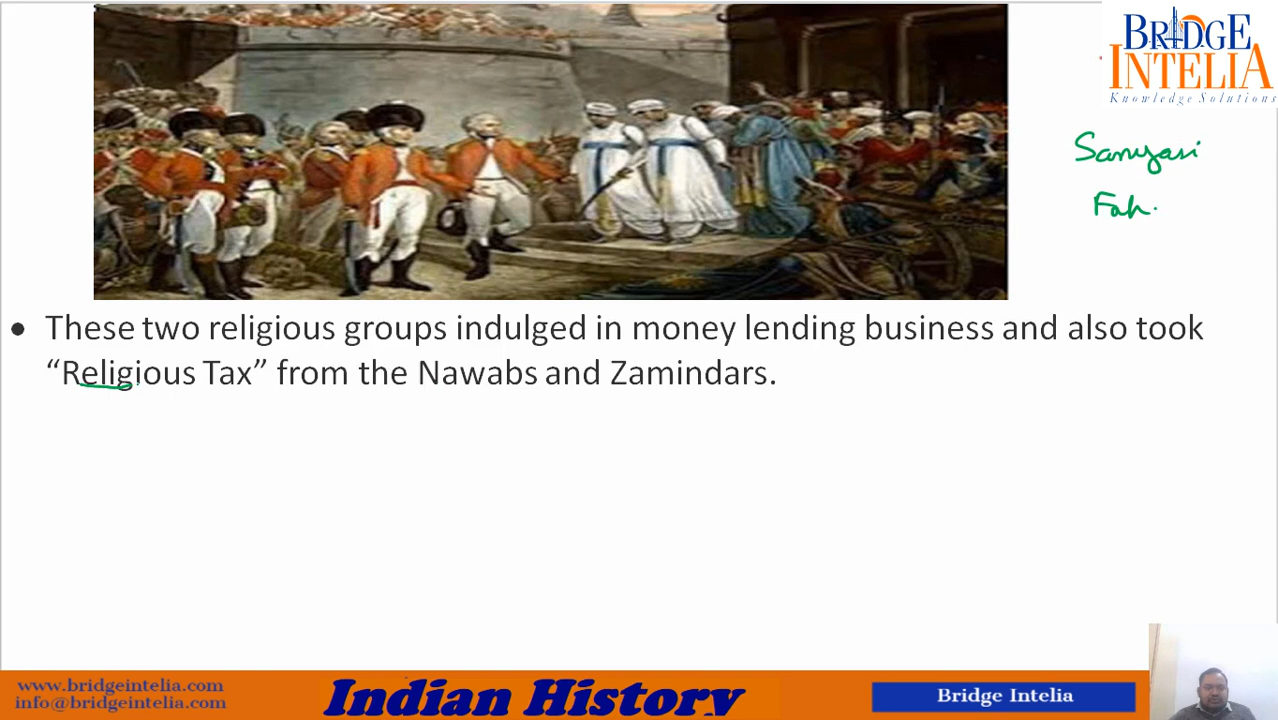 BRIDGE
INTELIA
Knowledge Solutions
Sanyasi
Fah.
• These two religious groups indulged in money lending business and also took
“Religious Tax” from the Nawabs and Zamindars.
www.bridgeintelia.com
info@bridgeintelia.com
Indian History
Bridge Intelia